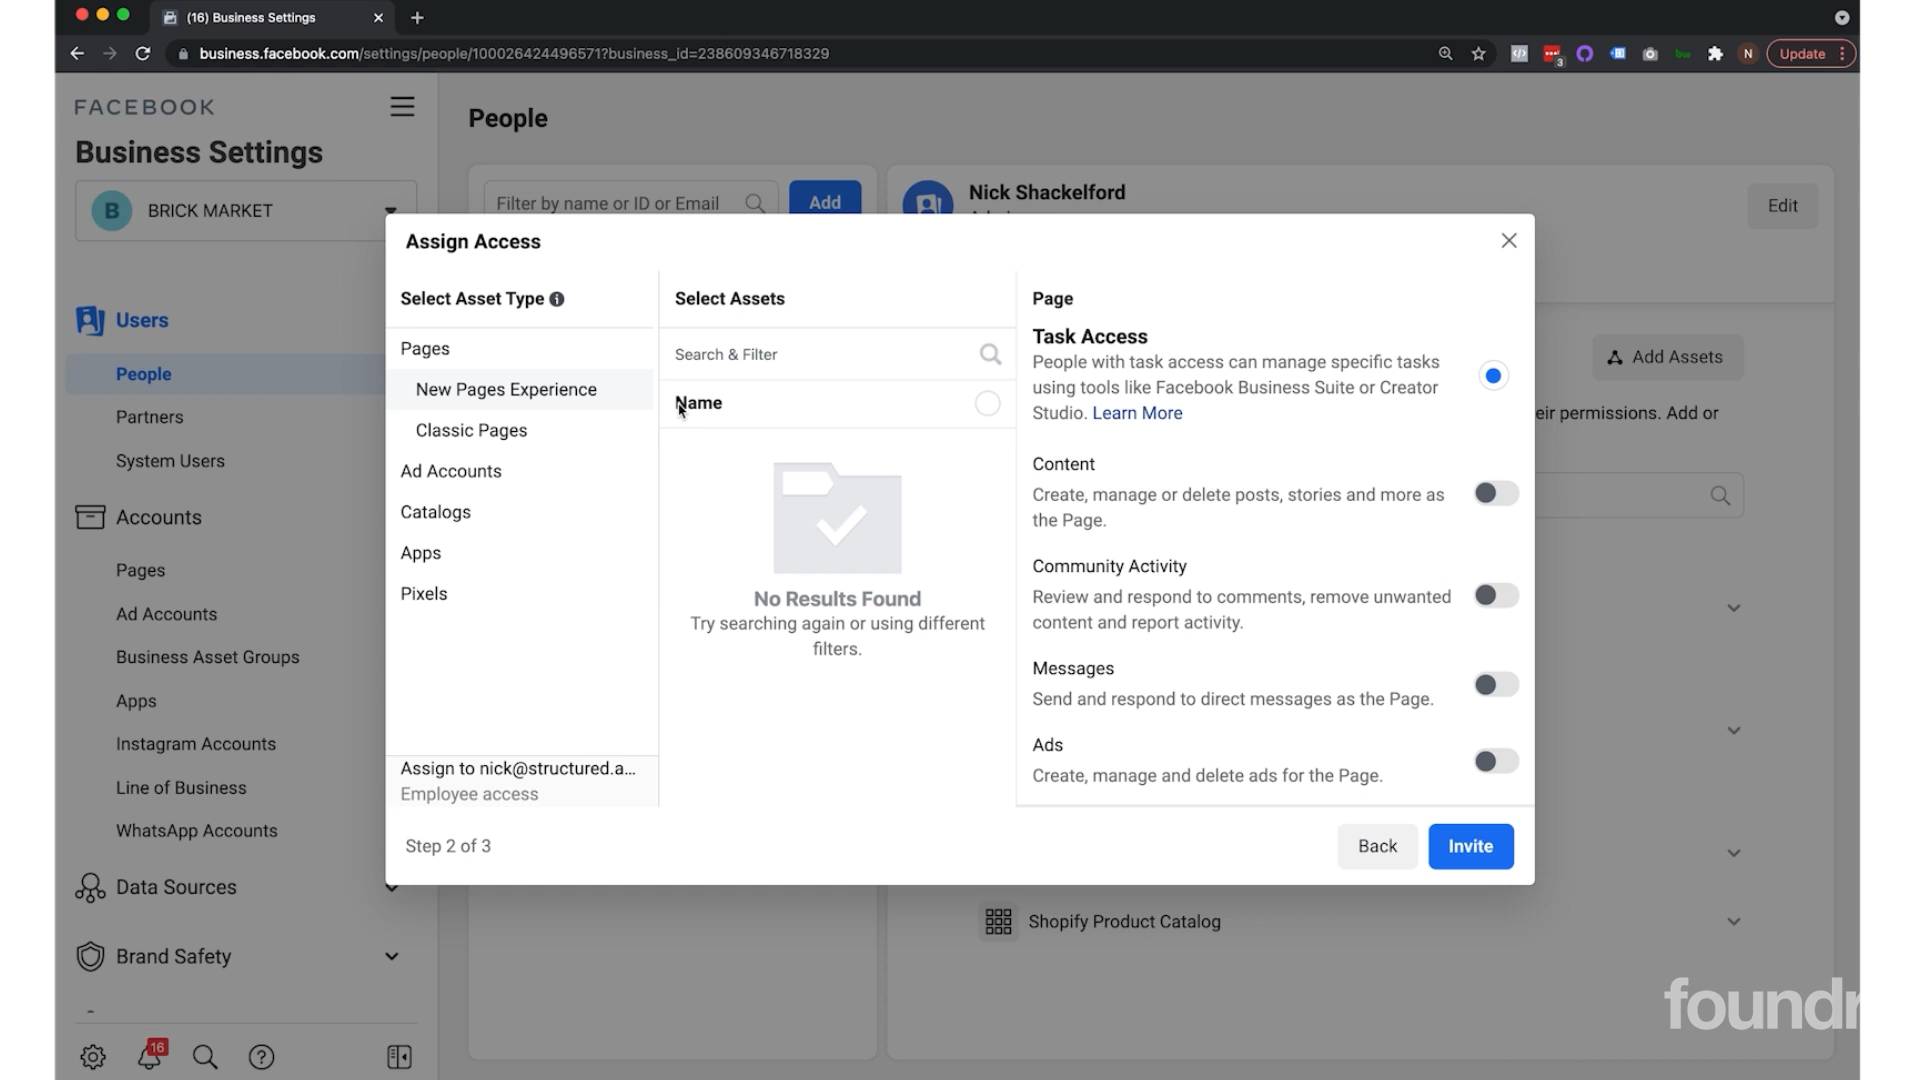 (16) Business Settings
business.facebook.com/settings/people/100026424496571?business_id=238609346718329
3
N
Update
FACEBOOK
Business Settings
B
BRICK MARKET
Users
People
Partners
System Users
Accounts
Pages
Ad Accounts
Business Asset Groups
Apps
Instagram Accounts
Line of Business
WhatsApp Accounts
Data Sources
Brand Safety
16
People
Filter by name or ID or Email
Add
Nick Shackelford
Edit
Add Assets
eir permissions. Add or
Shopify Product Catalog
Assign Access
Select Asset Type
Pages
New Pages Experience
Classic Pages
Ad Accounts
Catalogs
Apps
Pixels
Assign to nick@structured.a...
Employee access
Select Assets
Search & Filter
Name
No Results Found
Try searching again or using different
filters.
Page
Task Access
People with task access can manage specific tasks
using tools like Facebook Business Suite or Creator
Studio. Learn More
Content
Create, manage or delete posts, stories and more as
the Page.
Community Activity
Review and respond to comments, remove unwanted
content and report activity.
Messages
Send and respond to direct messages as the Page.
Ads
Create, manage and delete ads for the Page.
Step 2 of 3
Back
Invite
foundr